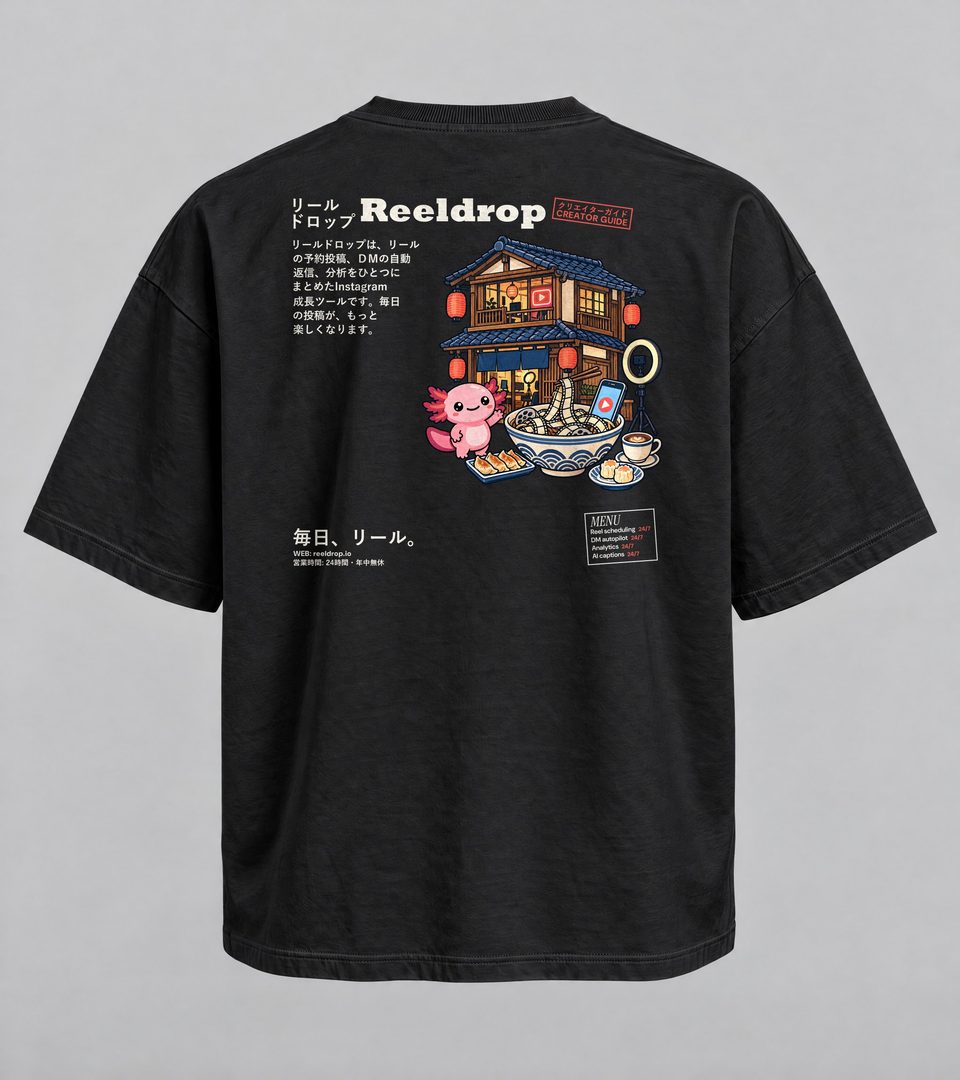 リール
ドロップ
Reeldrop
クリエイターガイド
CREATOR GUIDE
リールドロップは、リール
の予約投稿、DMの自動
返信、分析をひとつに
まとめたInstagram
成長ツールです。毎日
の投稿が、もっと
楽しくなります。
毎日、リール。
WEB: reeldrop.io
営業時間: 24時間・年中無休
MENU
Reel scheduling 24/7
DM autopilot 24/7
Analytics 24/7
AI captions 24/7